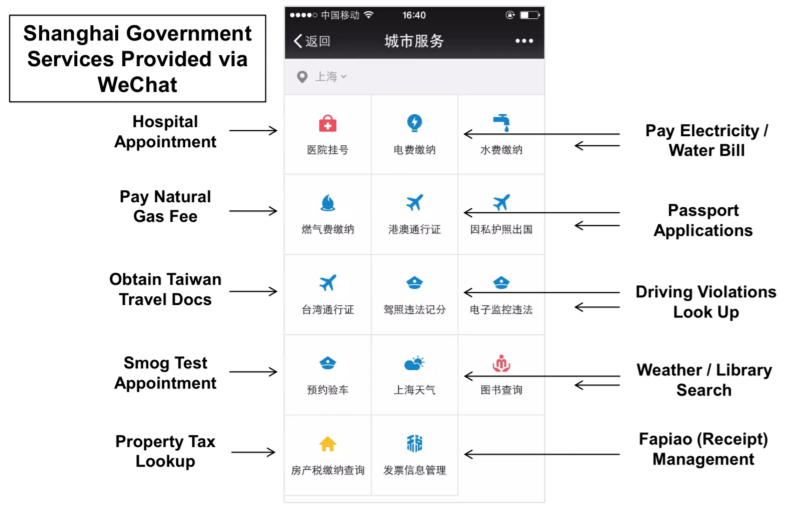 Shanghai Government
Services Provided via
WeChat
中国移动
16:40
返回
城市服务
上海
Hospital
Appointment
医院挂号
电费缴纳
水费缴纳
Pay Electricity /
Water Bill
Pay Natural
Gas Fee
燃气费缴纳
港澳通行证
因私护照出国
Passport
Applications
Obtain Taiwan
Travel Docs
台湾通行证
驾照违法记分
电子监控违法
Driving Violations
Look Up
Smog Test
Appointment
预约验车
上海天气
图书查询
Weather / Library
Search
Property Tax
Lookup
房产税缴纳查询
发票信息管理
Fapiao (Receipt)
Management